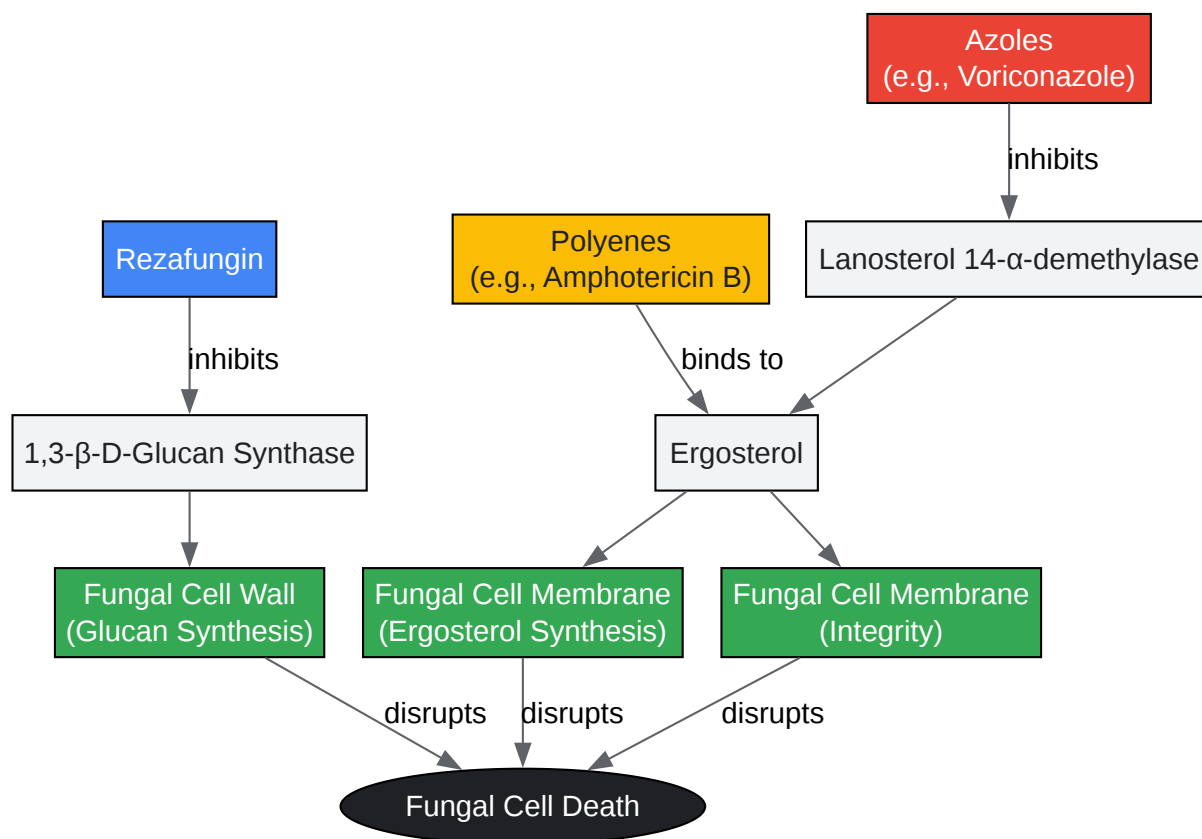 Azoles
(e.g., Voriconazole)
inhibits
Rezafungin
Polyenes
(e.g., Amphotericin B)
Lanosterol 14-α-demethylase
inhibits
binds to
1,3-β-D-Glucan Synthase
Ergosterol
Fungal Cell Wall
(Glucan Synthesis)
Fungal Cell Membrane
(Ergosterol Synthesis)
Fungal Cell Membrane
(Integrity)
disrupts
disrupts
disrupts
Fungal Cell Death